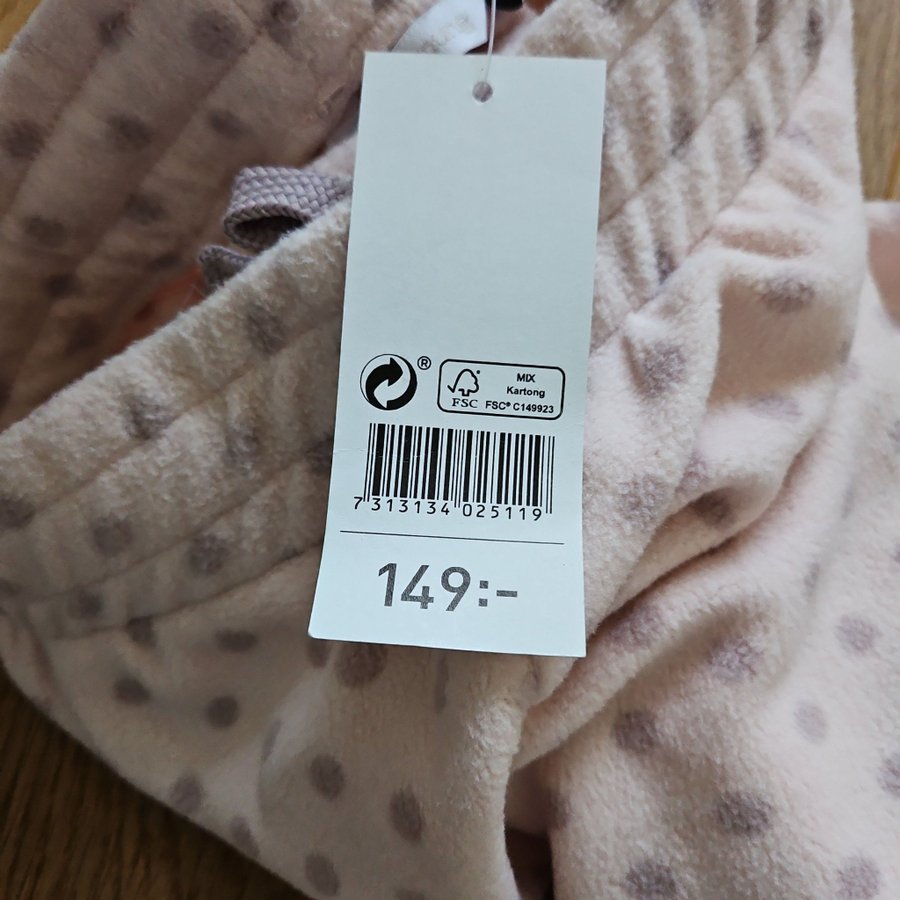 ®
MIX
Kartong
FSC FSC® C149923
7 313134 025119
149:-